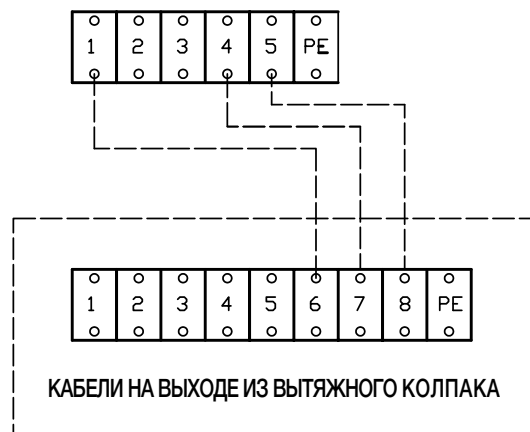 1 2 3 4 5 PE
1 2 3 4 5 6 7 8 PE
КАБЕЛИ НА ВЫХОДЕ ИЗ ВЫТЯЖНОГО КОЛПАКА